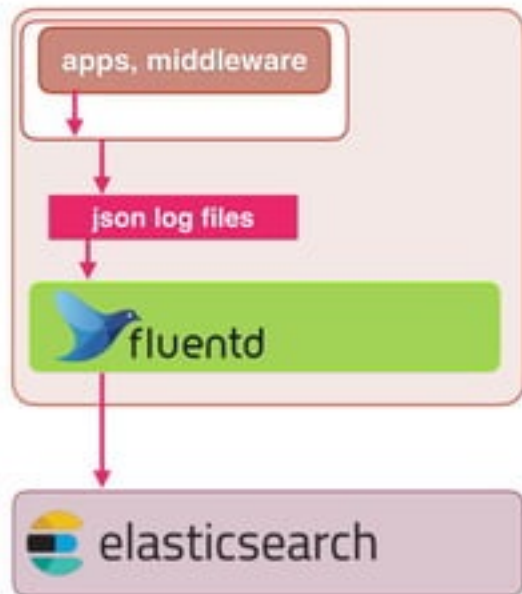 apps, middleware
json log files
fluentd
elasticsearch